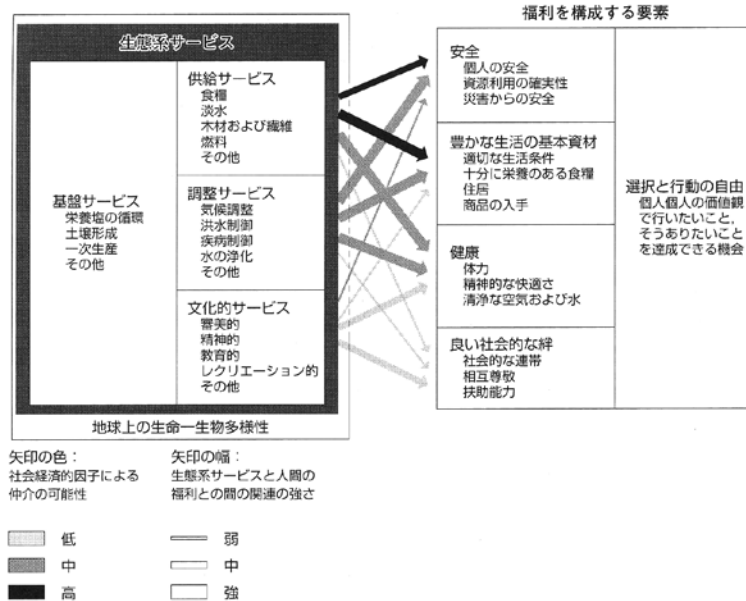 福利を構成する要素
生態系サービス
基盤サービス
栄養塩の循環
土壌形成
一次生産
その他
供給サービス
食糧
淡水
木材および繊維
燃料
その他
調整サービス
気候調整
洪水制御
疾病制御
水の浄化
その他
文化的サービス
審美的
精神的
教育的
レクリエーション的
その他
地球上の生命ー生物多様性
安全
個人の安全
資源利用の確実性
災害からの安全
豊かな生活の基本資材
適切な生活条件
十分に栄養のある食糧
住居
商品の入手
健康
体力
精神的な快適さ
清浄な空気および水
良い社会的な絆
社会的な連帯
相互尊敬
扶助能力
選択と行動の自由
個人個人の価値観
で行いたいこと,
そうありたいこと
を達成できる機会
矢印の色：
社会経済的因子による
仲介の可能性
低
中
高
矢印の幅：
生態系サービスと人間の
福利との間の関連の強さ
弱
中
強